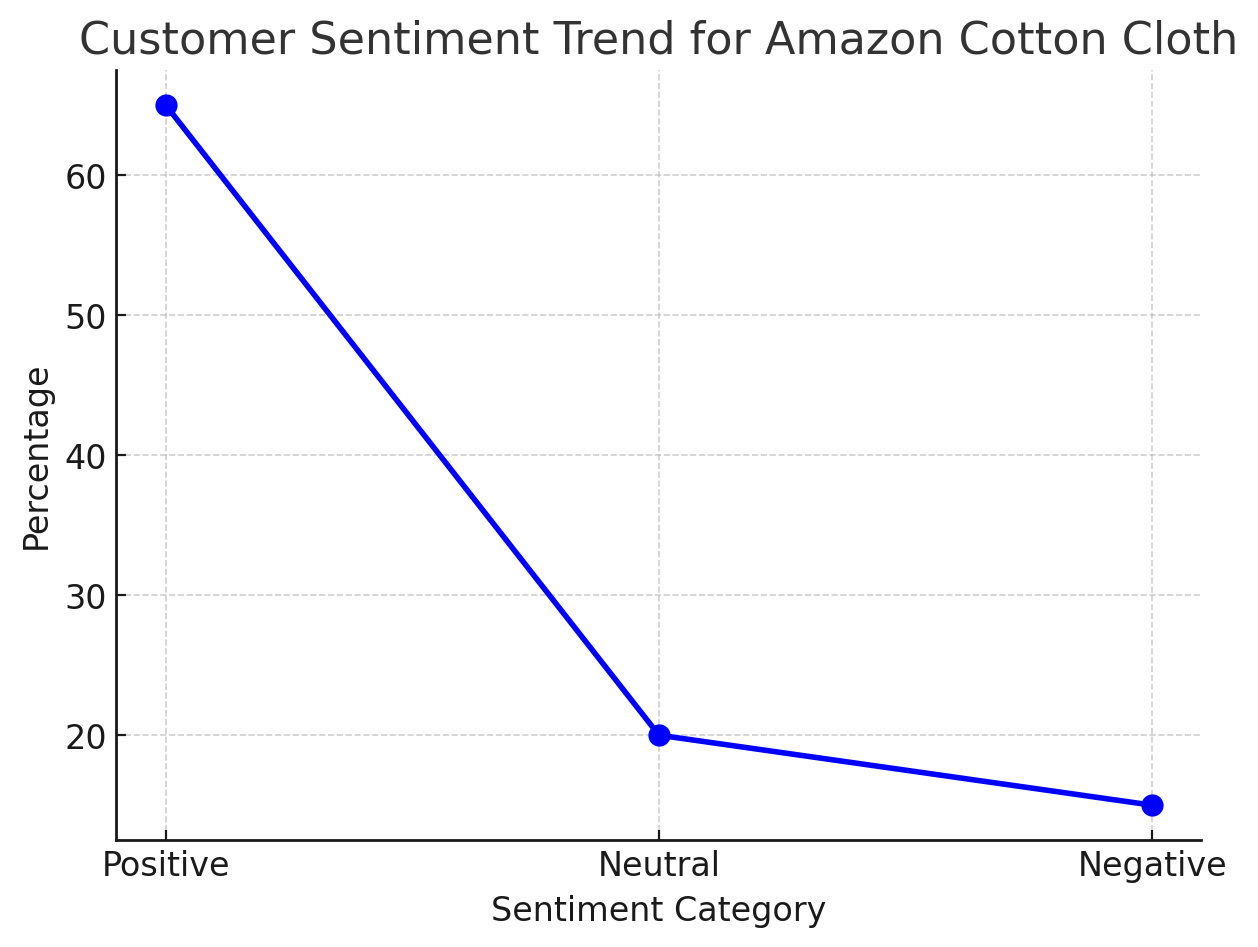 Customer Sentiment Trend for Amazon Cotton Cloth
60
50
40
30
20
Percentage
Positive Neutral Negative
Sentiment Category